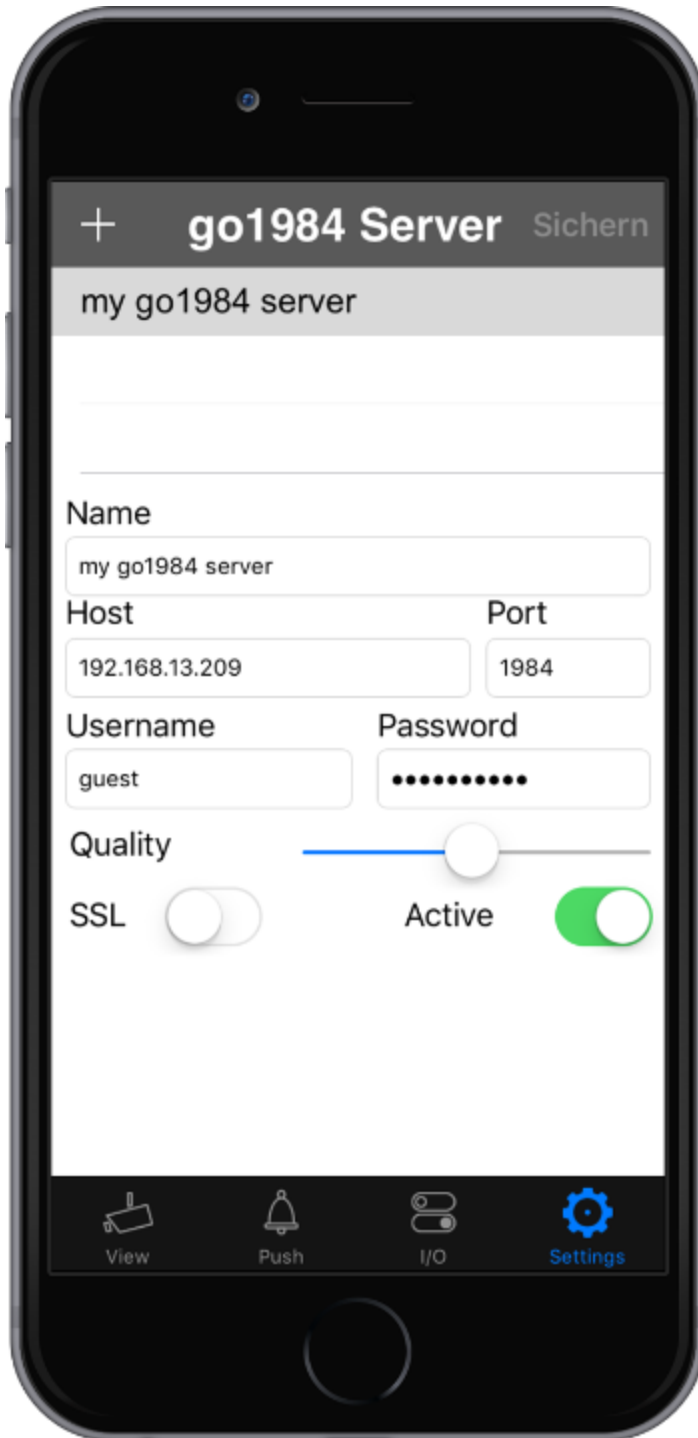 + go1984 Server Sichern
my go1984 server
Name
my go1984 server
Host Port
192.168.13.209 1984
Username Password
guest ••••••••••
Quality
SSL Active
View Push I/O Settings